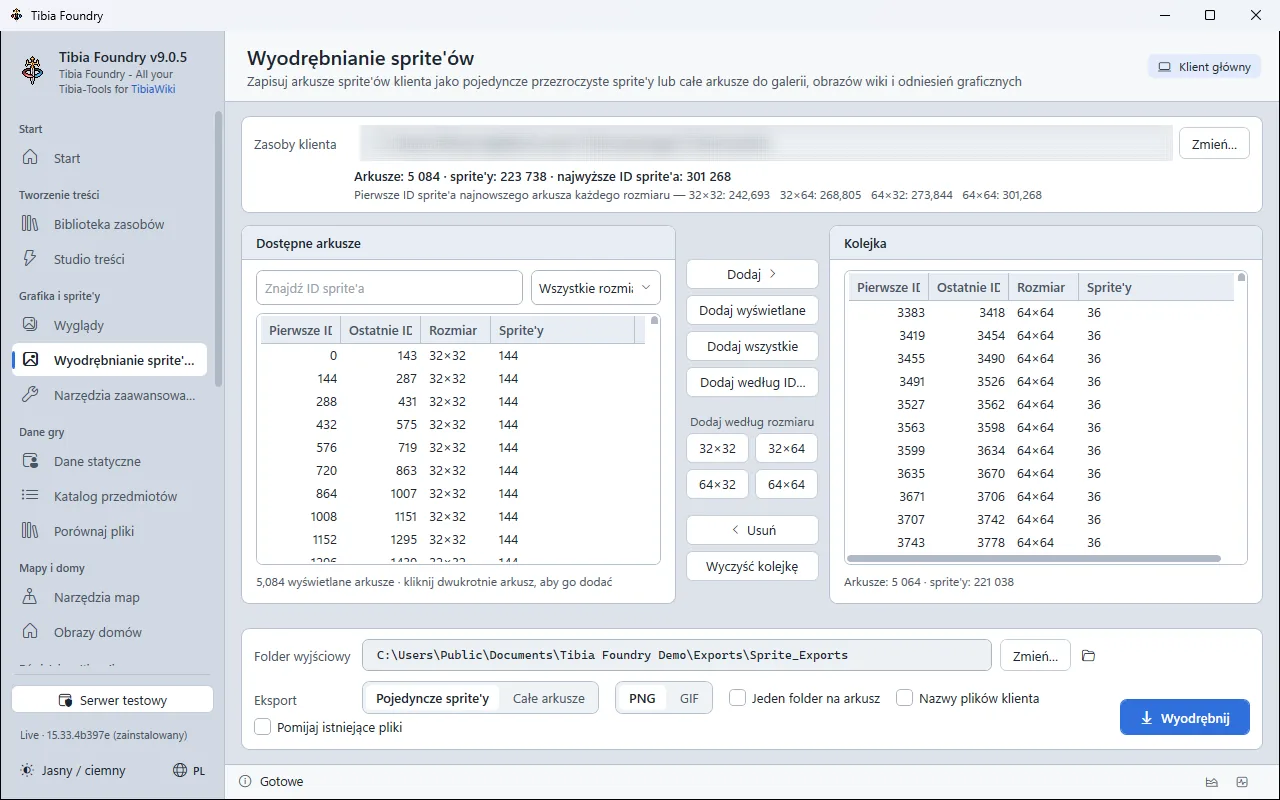 Tibia Foundry
Tibia Foundry v9.0.5
Tibia Foundry - All your
Tibia-Tools for TibiaWiki
Start
Start
Tworzenie treści
Biblioteka zasobów
Studio treści
Grafika i sprite'y
Wyglądy
Wyodrębnianie sprite'...
Narzędzia zaawansowa...
Dane gry
Dane statyczne
Katalog przedmiotów
Porównaj pliki
Mapy i domy
Narzędzia map
Obrazy domów
Serwer testowy
Live · 15.33.4b397e (zainstalowany)
Jasny / ciemny
PL
Wyodrębnianie sprite'ów
Zapisuj arkusze sprite'ów klienta jako pojedyncze przezroczyste sprite'y lub całe arkusze do galerii, obrazów wiki i odniesień graficznych
Klient główny
Zasoby klienta
Zmień...
Arkusze: 5 084 · sprite'y: 223 738 · najwyższe ID sprite'a: 301 268
Pierwsze ID sprite'a najnowszego arkusza każdego rozmiaru — 32×32: 242,693 32×64: 268,805 64×32: 273,844 64×64: 301,268
Dostępne arkusze
Znajdź ID sprite'a
Wszystkie rozmia
Pierwsze ID Ostatnie ID Rozmiar Sprite'y
0 143 32×32 144
144 287 32×32 144
288 431 32×32 144
432 575 32×32 144
576 719 32×32 144
720 863 32×32 144
864 1007 32×32 144
1008 1151 32×32 144
1152 1295 32×32 144
1296 1439 32×32 144
5,084 wyświetlane arkusze · kliknij dwukrotnie arkusz, aby go dodać
Dodaj
Dodaj wyświetlane
Dodaj wszystkie
Dodaj według ID...
Dodaj według rozmiaru
32×32 32×64
64×32 64×64
Usuń
Wyczyść kolejkę
Kolejka
Pierwsze ID Ostatnie ID Rozmiar Sprite'y
3383 3418 64×64 36
3419 3454 64×64 36
3455 3490 64×64 36
3491 3526 64×64 36
3527 3562 64×64 36
3563 3598 64×64 36
3599 3634 64×64 36
3635 3670 64×64 36
3671 3706 64×64 36
3707 3742 64×64 36
3743 3778 64×64 36
Arkusze: 5 064 · sprite'y: 221 038
Folder wyjściowy
C:\Users\Public\Documents\Tibia Foundry Demo\Exports\Sprite_Exports
Zmień...
Eksport
Pojedyncze sprite'y Całe arkusze
PNG GIF
Jeden folder na arkusz
Nazwy plików klienta
Pomijaj istniejące pliki
Wyodrębnij
Gotowe